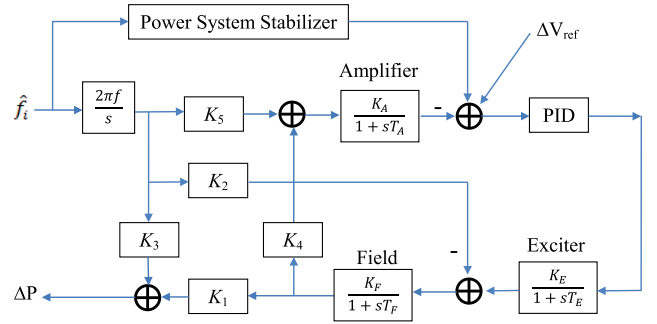 Power System Stabilizer
ΔV_ref
Amplifier
f̂_i
2πf / s
K_5
K_A / 1 + sT_A
-
PID
K_2
K_3
K_4
-
Field
Exciter
ΔP
K_1
K_F / 1 + sT_F
K_E / 1 + sT_E